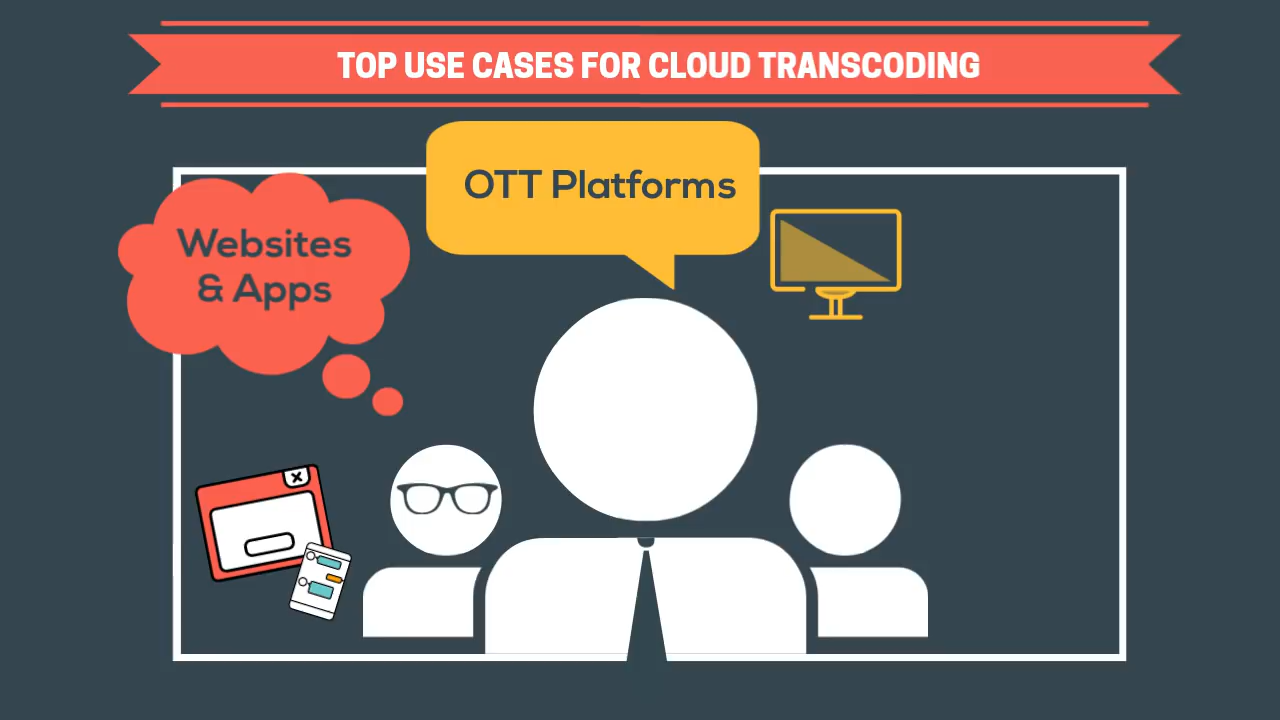 TOP USE CASES FOR CLOUD TRANSCODING
OTT Platforms
Websites
& Apps